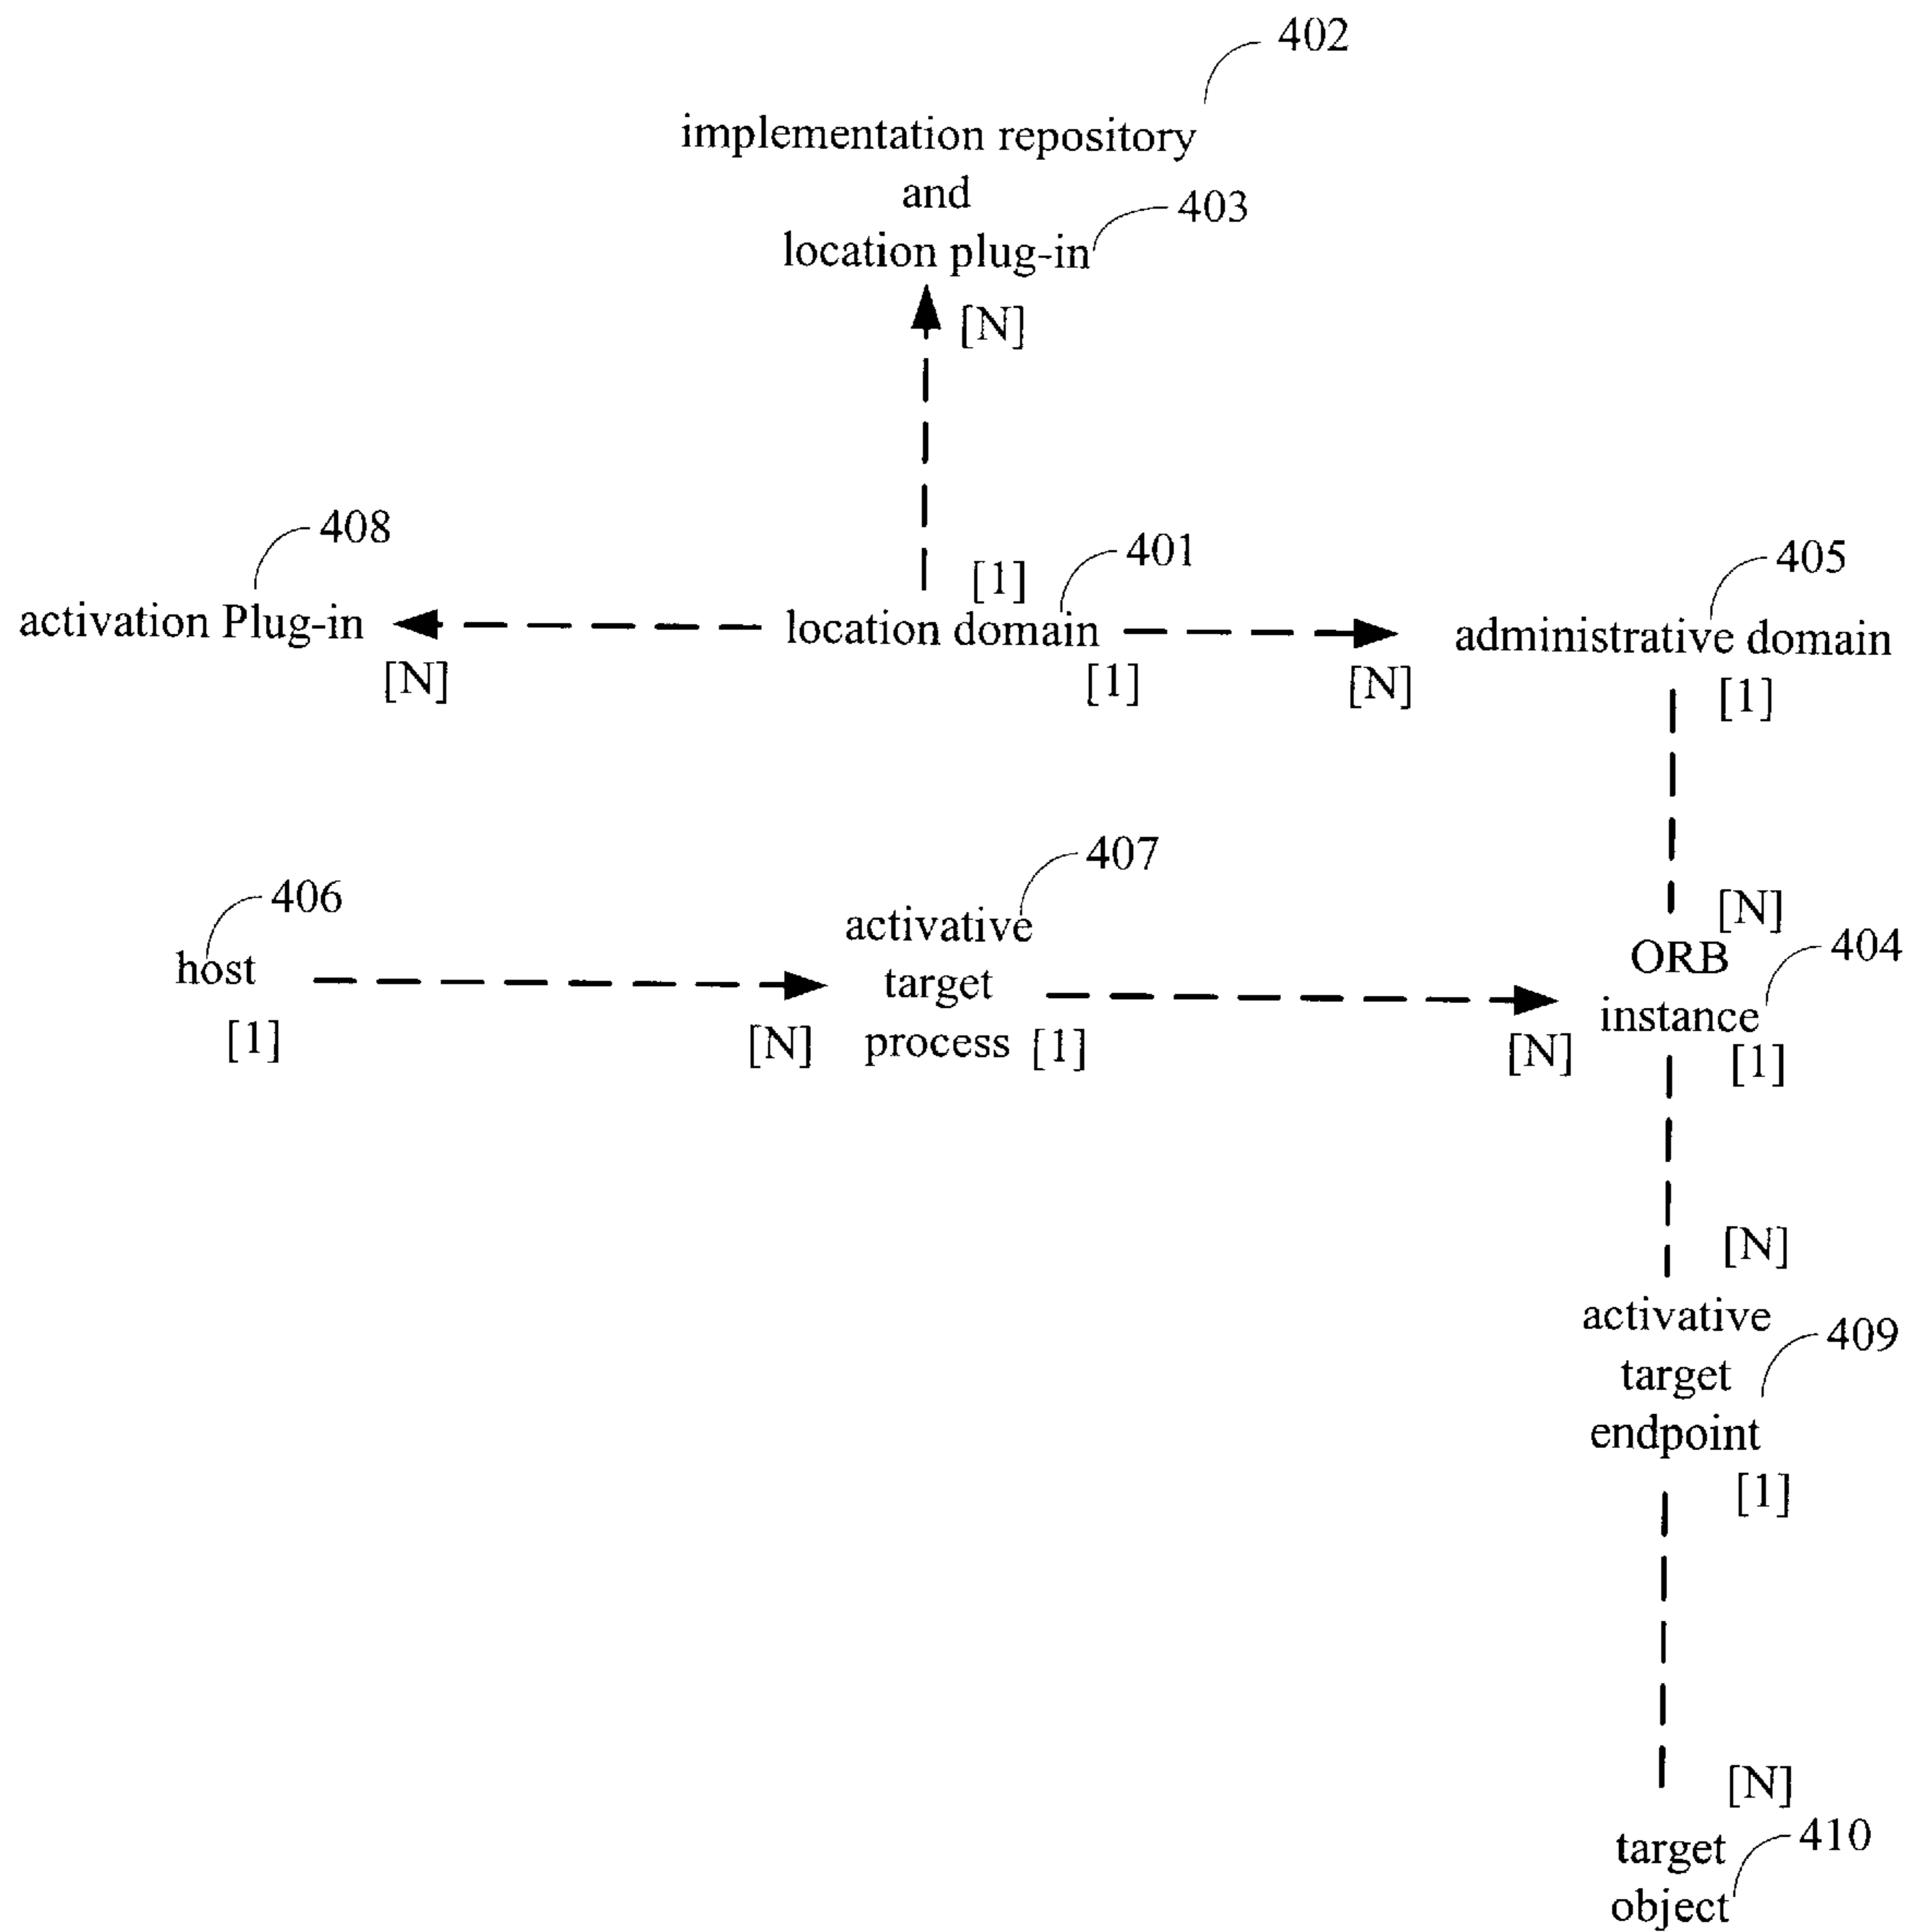 402
implementation repository
and
403
location plug-in
[N]
408
401
405
[1]
activation Plug-in
location domain
administrative domain
[N]
[1]
[N]
[1]
407
406
activative
[N]
404
host
target
ORB
instance
[1]
[N]
process
[1]
[N]
[1]
[N]
activative
409
target
endpoint
[1]
[N]
target
410
object